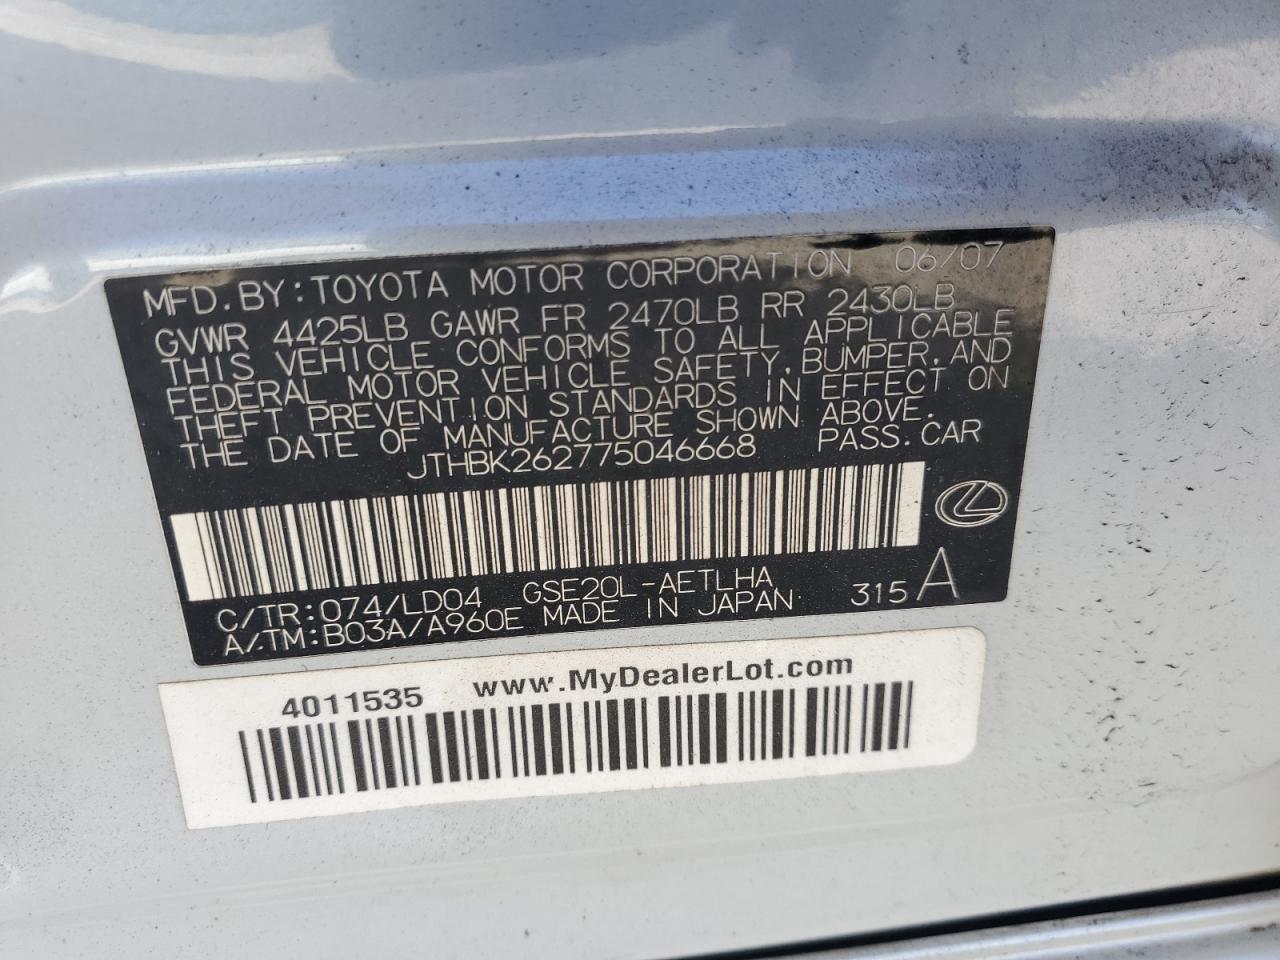 MFD.BY:TOYOTA MOTOR CORPORATION 06/07
GVWR 4425LB GAWR FR 2470LB RR 2430LB
THIS VEHICLE CONFORMS TO ALL APPLICABLE
FEDERAL MOTOR VEHICLE SAFETY,BUMPER,AND
THEFT PREVENTION STANDARDS IN EFFECT ON
THE DATE OF MANUFACTURE SHOWN ABOVE.
JTHBK262775046668 PASS.CAR
C/TR:074/LD04 GSE20L-AETLHA 315 A
A/TM:B03A/A960E MADE IN JAPAN
4011535 www.MyDealerLot.com